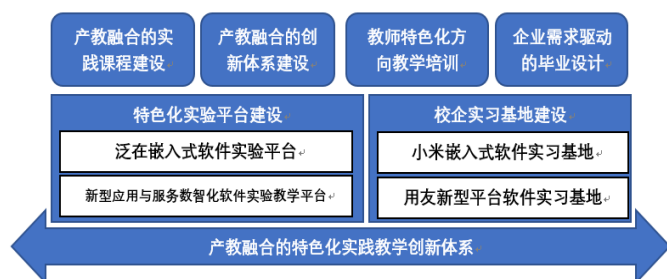 产教融合的实 产教融合的创 教师特色化方 企业需求驱动
践课程建设 新体系建设 向教学培训 的毕业设计
特色化实验平台建设 校企实习基地建设
泛在嵌入式软件实验平台 小米嵌入式软件实习基地
新型应用与服务数智化软件实验教学平台 用友新型平台软件实习基地
产教融合的特色化实践教学创新体系